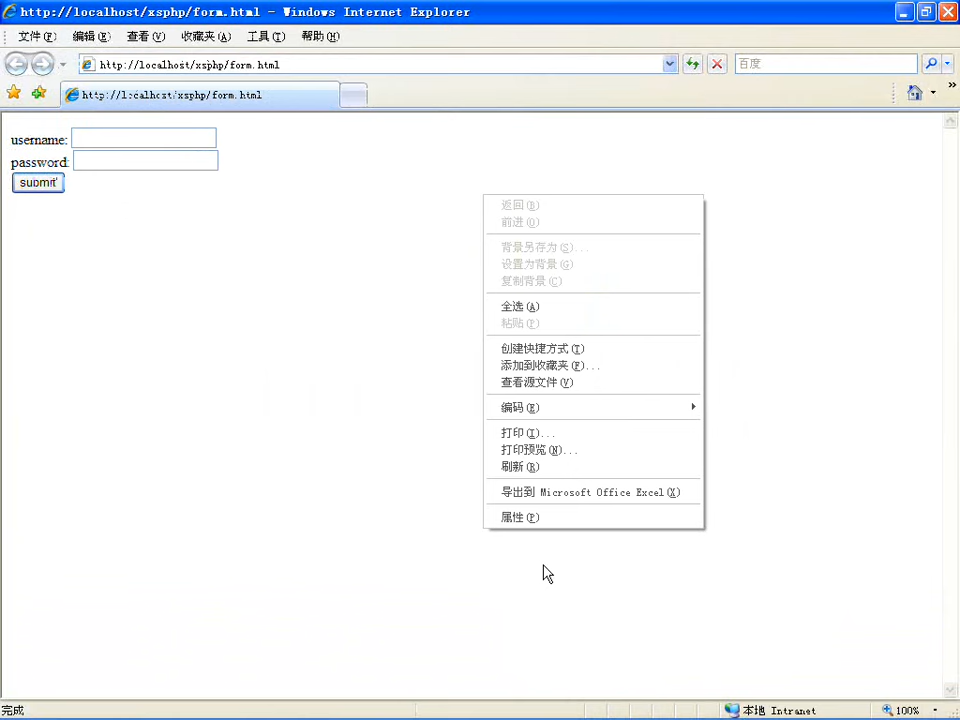 http://localhost/xsphp/form.html - Windows Internet Explorer
文件(F) 编辑(E) 查看(V) 收藏夹(A) 工具(T) 帮助(H)
http://localhost/xsphp/form.html 百度
http://localhost/xsphp/form.html
username:
password:
submit
返回(B)
前进(O)
背景另存为(S)...
设置为背景(G)
复制背景(C)
全选(A)
粘贴(P)
创建快捷方式(T)
添加到收藏夹(F)...
查看源文件(V)
编码(E)
打印(I)...
打印预览(N)...
刷新(R)
导出到 Microsoft Office Excel(X)
属性(P)
完成 本地 Intranet 100%